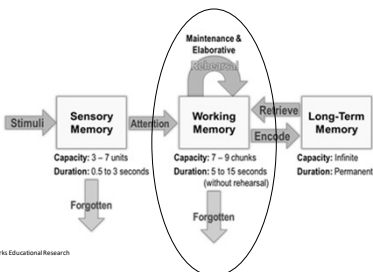 Maintenance &
Elaborative
Rehearsal
Stimuli
Sensory
Memory
Attention
Working
Memory
Retrieve
Encode
Long-Term
Memory
Capacity: 3 – 7 units
Duration: 0.5 to 3 seconds
Capacity: 7 – 9 chunks
Duration: 5 to 15 seconds
(without rehearsal)
Capacity: Infinite
Duration: Permanent
Forgotten
Forgotten
rks Educational Research